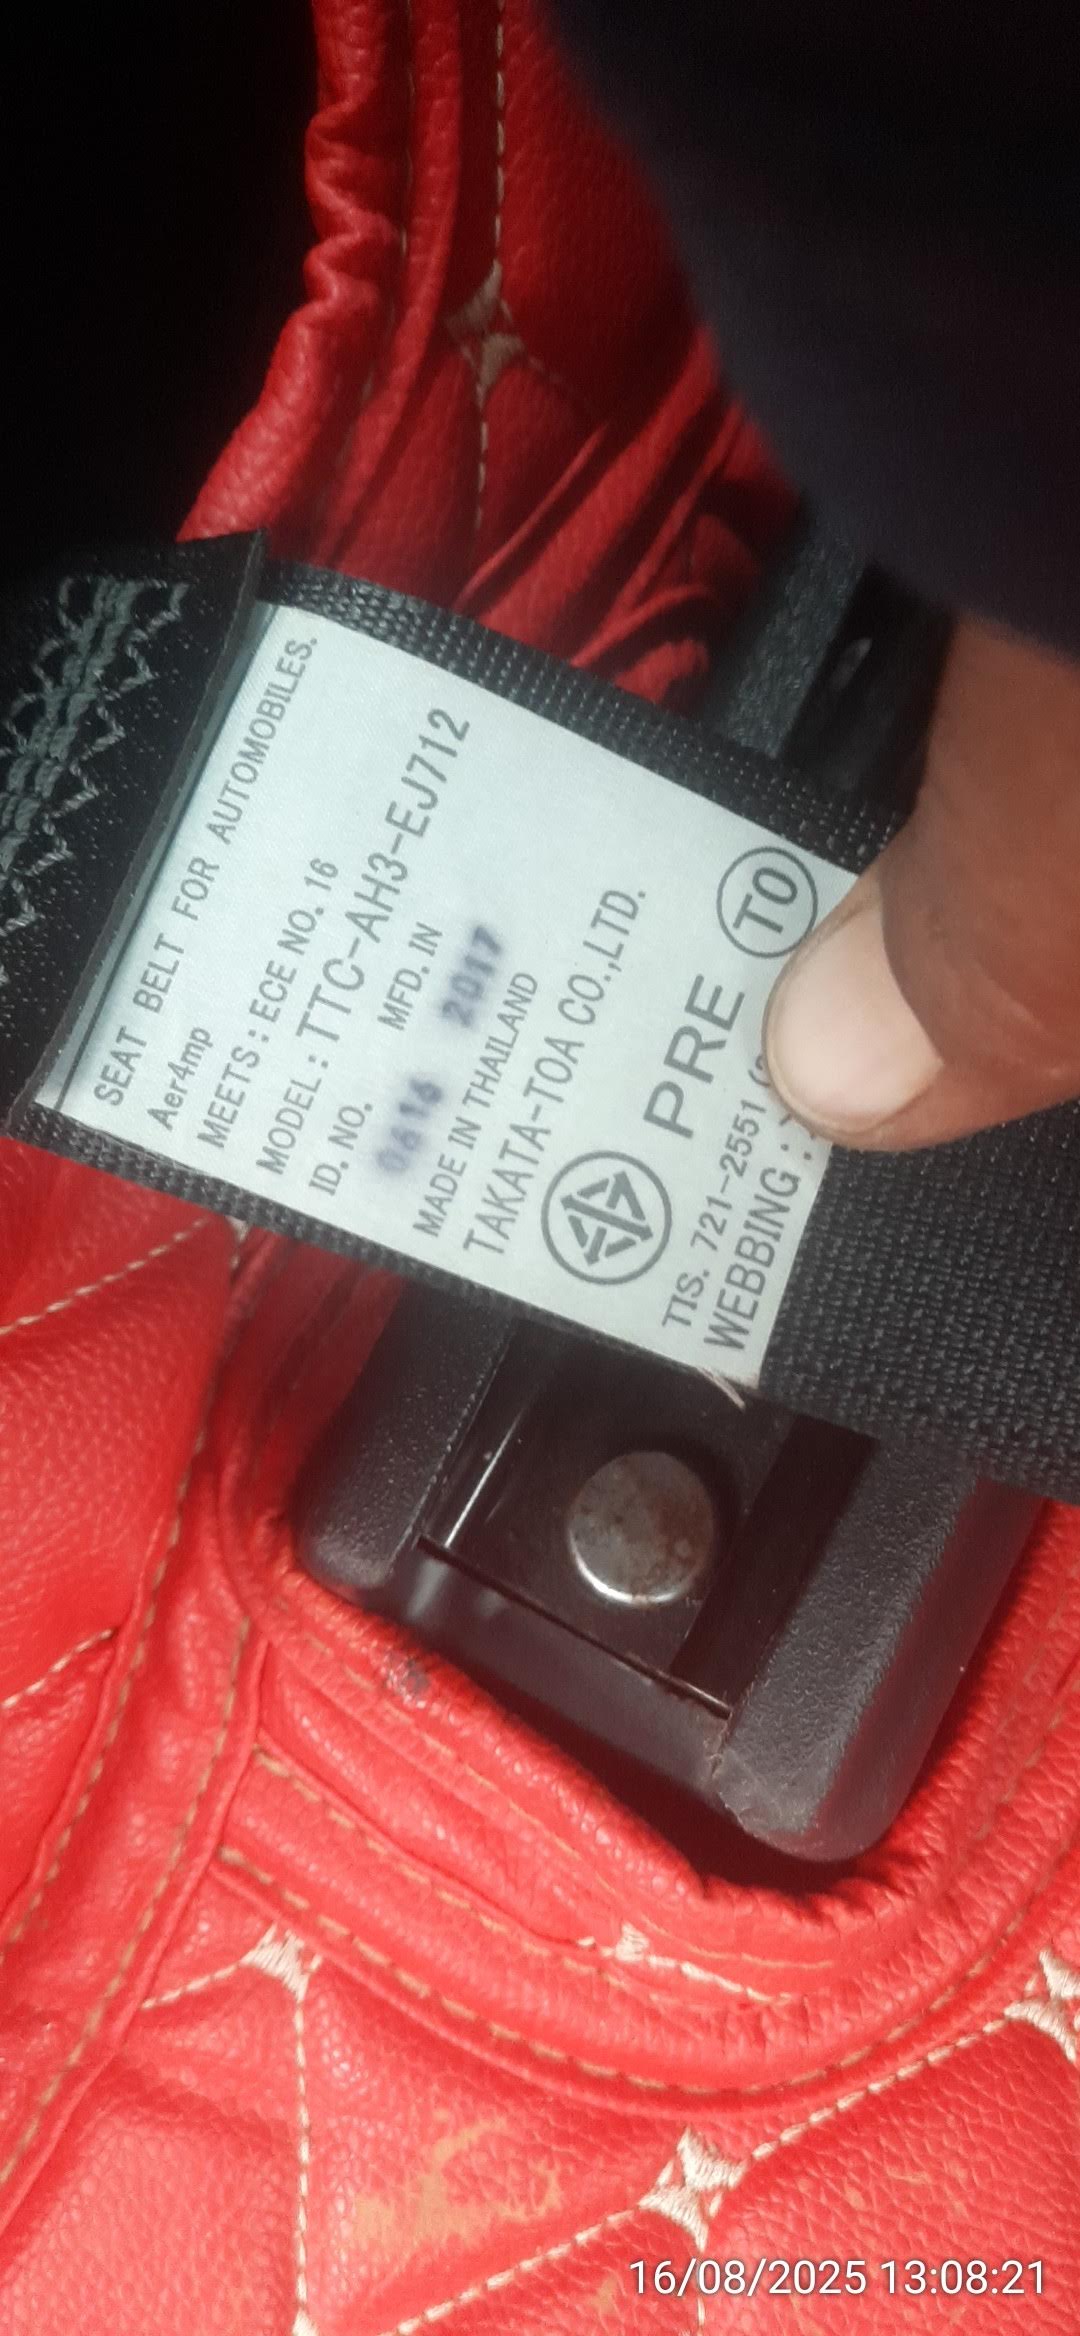 SEAT BELT FOR AUTOMOBILES.
Aer4mp
MEETS : ECE NO. 16
MODEL : TTC-AH3-EJ712
ID. NO. MFD. IN
0616 2017
MADE IN THAILAND
TAKATA-TOA CO.,LTD.
PRE TO
TIS. 721-2551 (
WEBBING :
16/08/2025 13:08:21